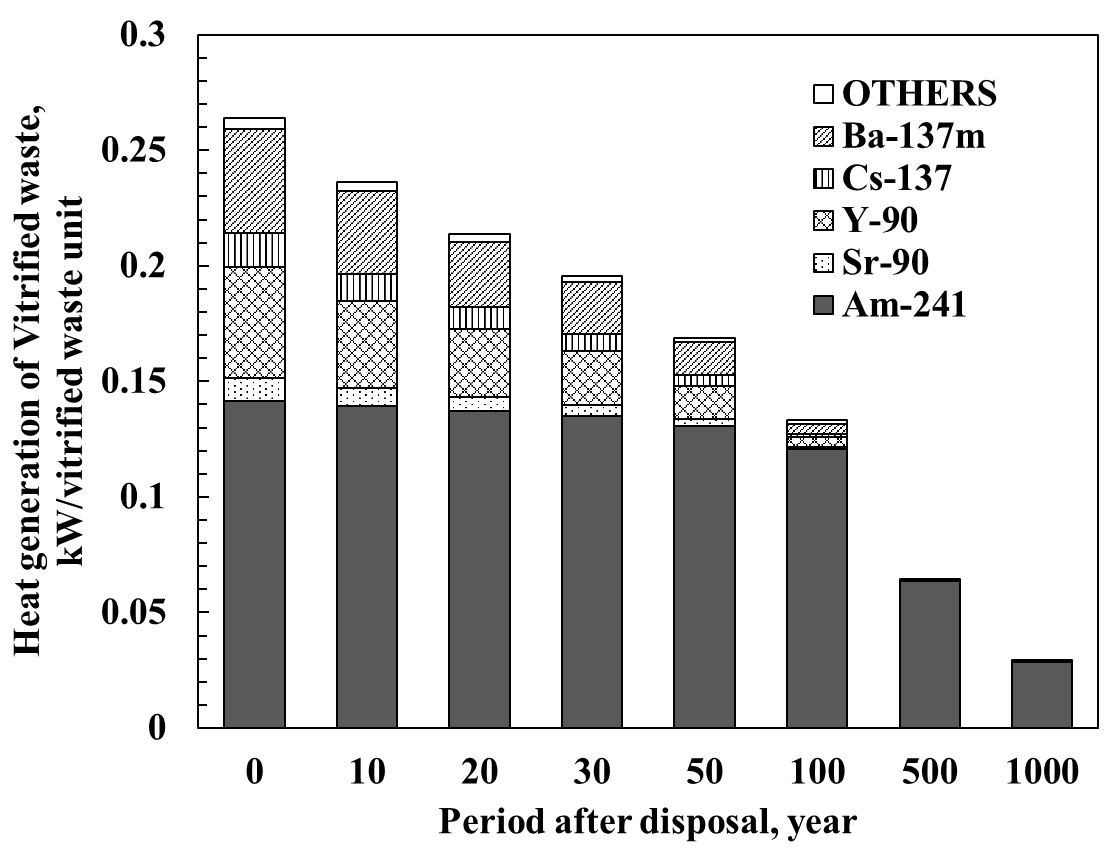 Heat generation of Vitrified waste,
kW/vitrified waste unit
0.3
0.25
0.2
0.15
0.1
0.05
0
OTHERS
Ba-137m
Cs-137
Y-90
Sr-90
Am-241
0 10 20 30 50 100 500 1000
Period after disposal, year